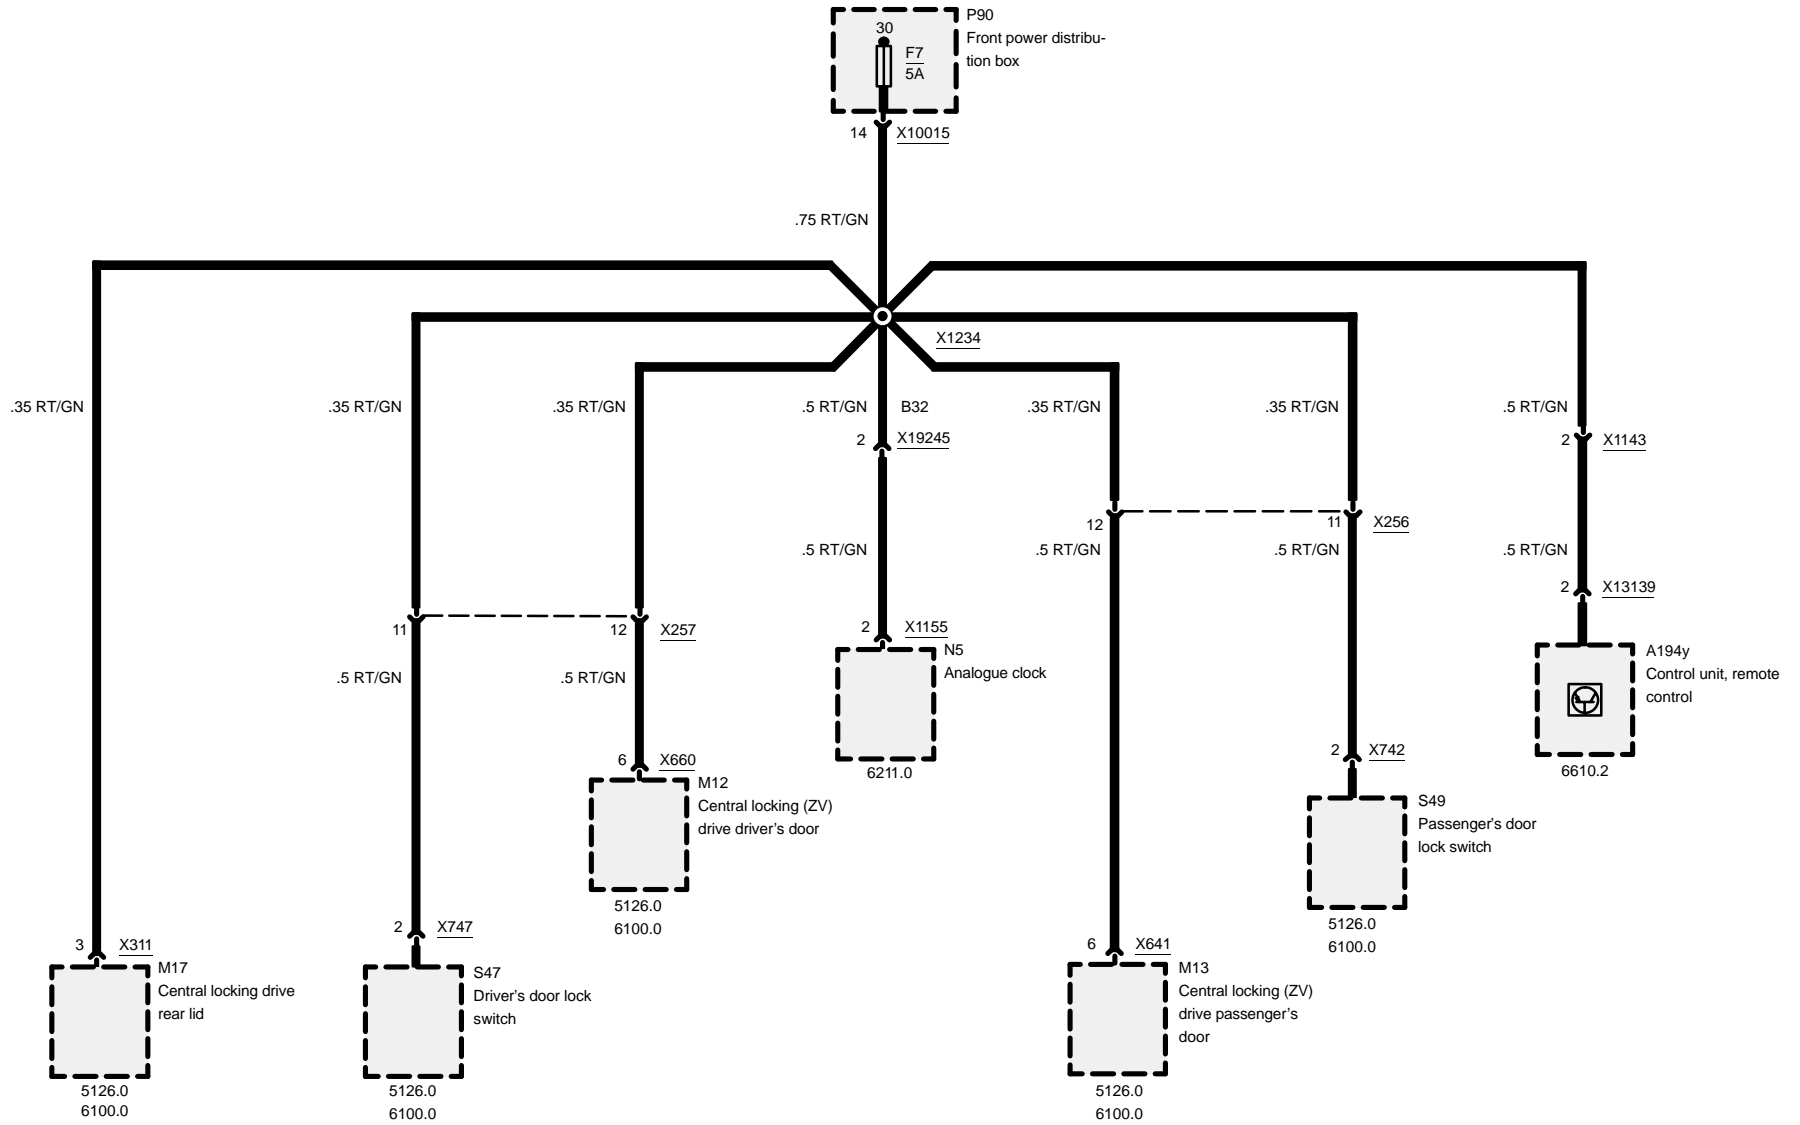 P90
30
Front power distribu-
F7
tion box
5A
14 X10015
.75 RT/GN
X1234
.35 RT/GN .35 RT/GN .35 RT/GN .5 RT/GN B32 .35 RT/GN .35 RT/GN .5 RT/GN
2 X19245
2 X1143
12 11 X256
.5 RT/GN .5 RT/GN .5 RT/GN .5 RT/GN
2 X13139
11 12 X257
2 X1155
N5
Analogue clock
A194y
Control unit, remote
control
.5 RT/GN .5 RT/GN
6 X660
2 X742
6211.0
6610.2
M12
Central locking (ZV)
drive driver's door
S49
Passenger's door
lock switch
5126.0
6100.0
5126.0
6100.0
3 X311
2 X747
6 X641
M17
Central locking drive
rear lid
S47
Driver's door lock
switch
M13
Central locking (ZV)
drive passenger's
door
5126.0
6100.0
5126.0
6100.0
5126.0
6100.0